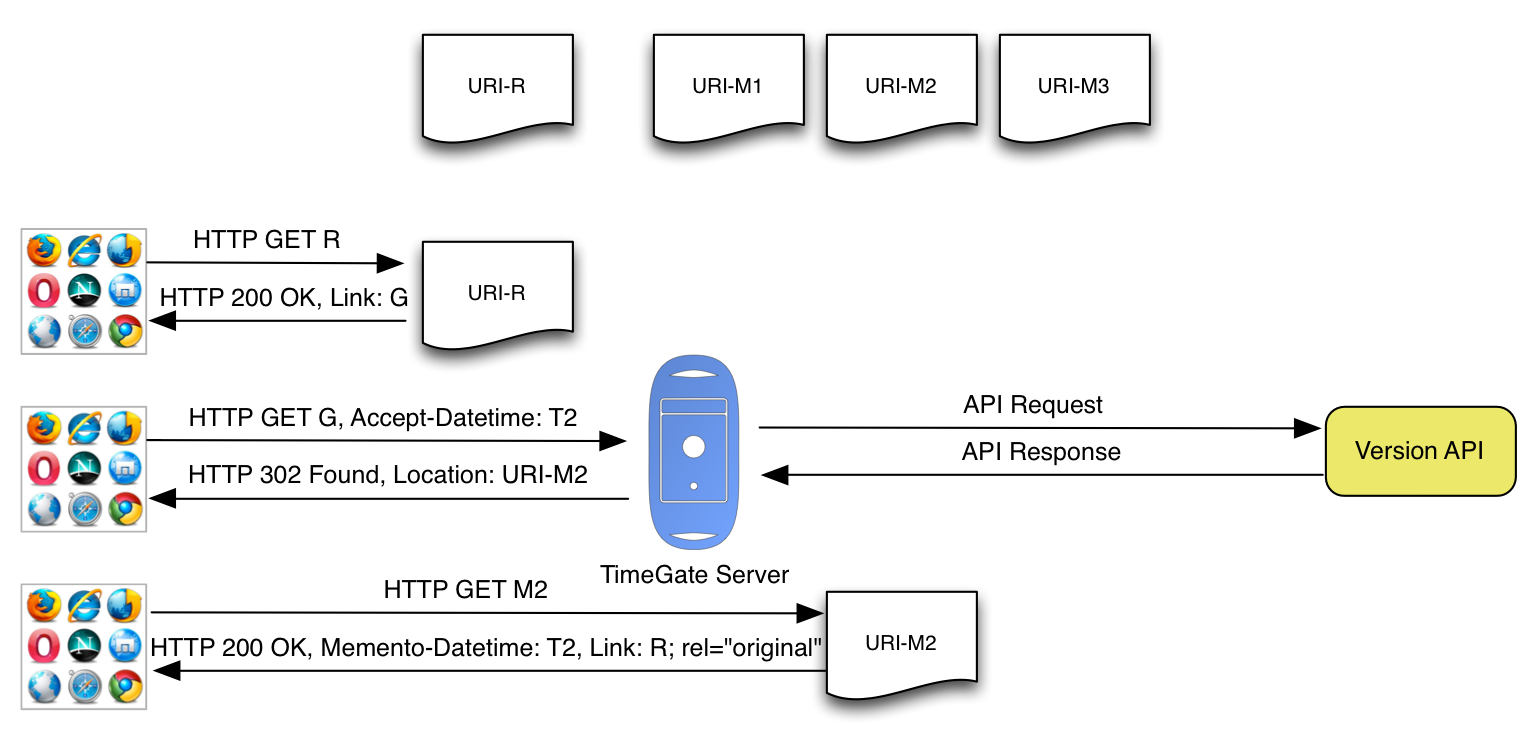 URI-R
URI-M1
URI-M2
URI-M3
HTTP GET R
HTTP 200 OK, Link: G
URI-R
HTTP GET G, Accept-Datetime: T2
HTTP 302 Found, Location: URI-M2
API Request
API Response
Version API
TimeGate Server
HTTP GET M2
HTTP 200 OK, Memento-Datetime: T2, Link: R; rel="original"
URI-M2